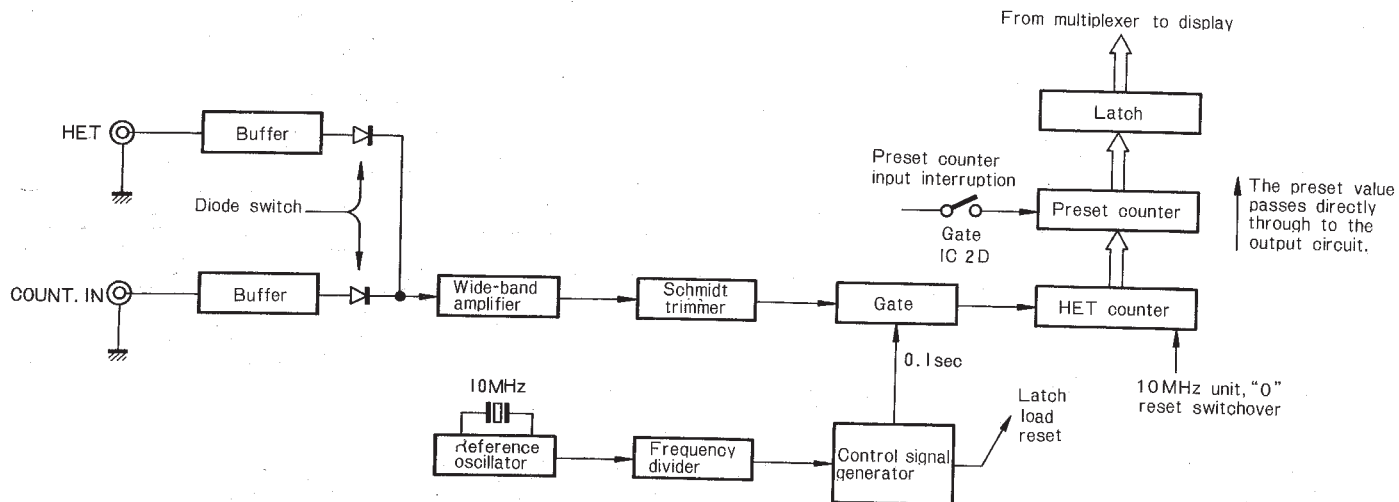 From multiplexer to display
Latch
HET
Buffer
Preset counter
input interruption
Preset counter
Gate
IC 2D
The preset value
passes directly
through to the
output circuit.
Diode switch
COUNT. IN
Buffer
Wide-band
amplifier
Schmidt
trimmer
Gate
HET counter
0.1sec
10MHz unit, "0"
reset switchover
10MHz
Reference
oscillator
Frequency
divider
Control signal
generator
Latch
load
reset